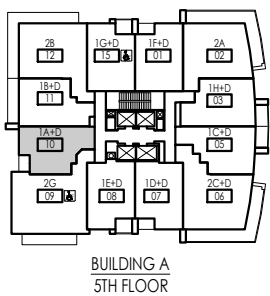 2B
12
1G+D
15
1F+D
01
2A
02
1B+D
11
1H+D
03
1A+D
10
1C+D
05
2G
09
1E+D
08
1D+D
07
2C+D
06
BUILDING A
5TH FLOOR